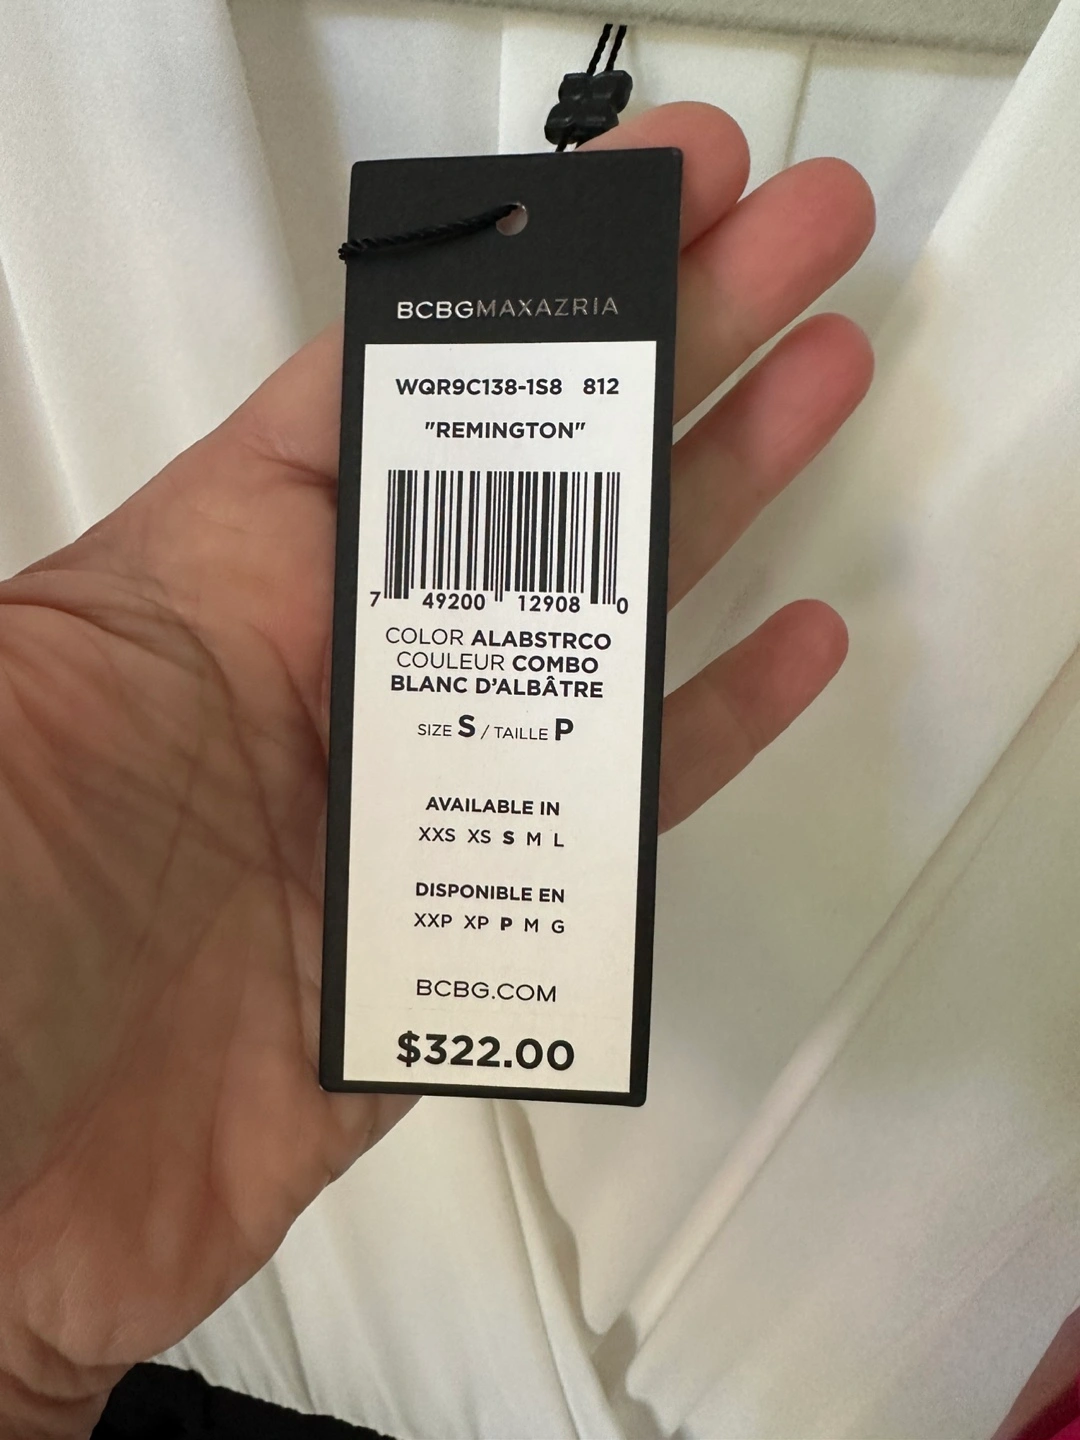 BCBGMAXAZRIA
WQR9C138-1S8 812
"REMINGTON"
7 49200 12908 0
COLOR ALABSTRCO
COULEUR COMBO
BLANC D'ALBÂTRE
SIZE S / TAILLE P
AVAILABLE IN
XXS XS S M L
DISPONIBLE EN
XXP XP P M G
BCBG.COM
$322.00